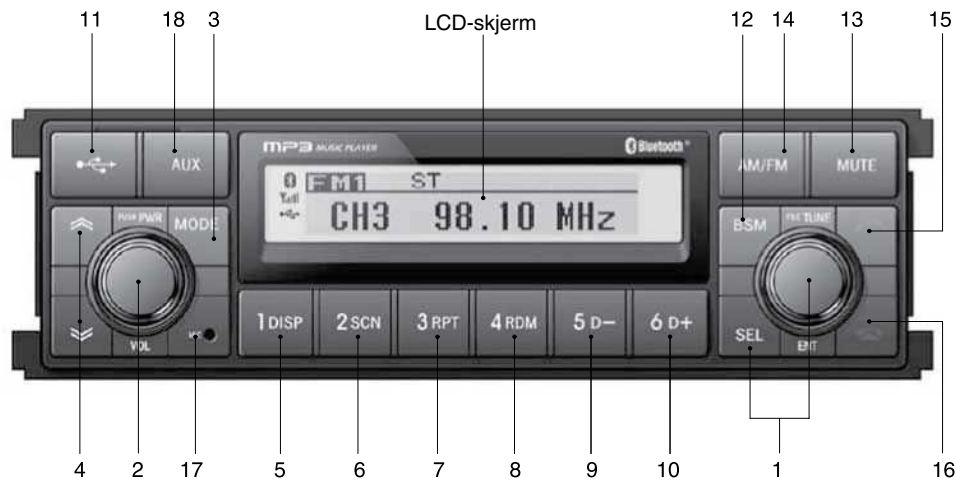 11 18 3 LCD-skjerm 12 14 13 15
MP3 MUSIC PLAYER Bluetooth
AUX AM/FM MUTE
FM1 ST
CH3 98.10 MHz
PWR MODE BSM TUNE
1 DISP 2 SCN 3 RPT 4 RDM 5 D− 6 D+
VOL SEL ENT
4 2 17 5 6 7 8 9 10 1 16